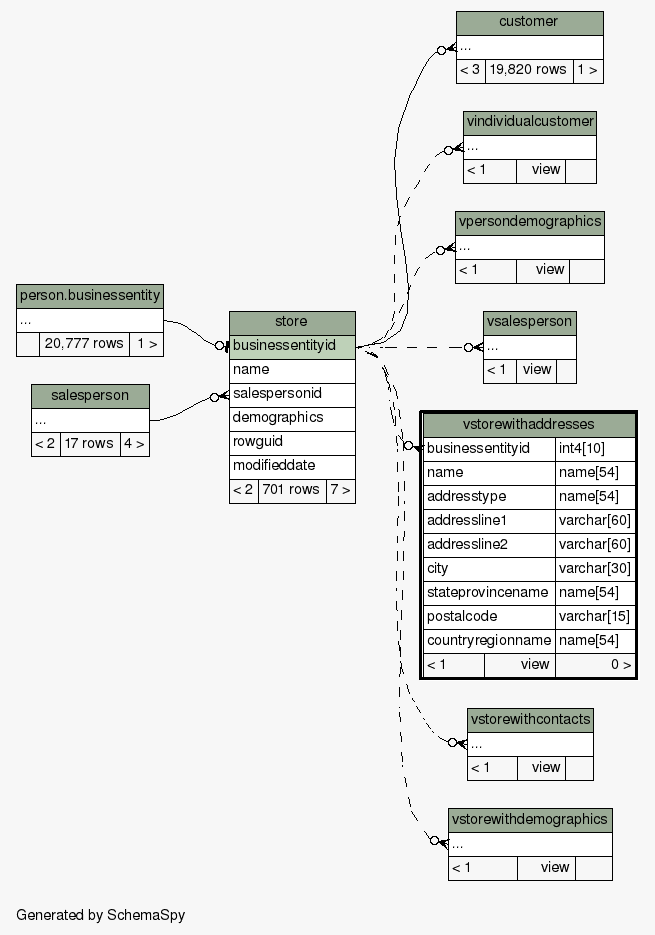 customer
...
< 3 19,820 rows 1 >
vindividualcustomer
...
< 1 view
vpersondemographics
...
< 1 view
person.businessentity
...
20,777 rows 1 >
salesperson
...
< 2 17 rows 4 >
store
businessentityid
name
salespersonid
demographics
rowguid
modifieddate
< 2 701 rows 7 >
vsalesperson
...
< 1 view
vstorewithaddresses
businessentityid int4[10]
name name[54]
addresstype name[54]
addressline1 varchar[60]
addressline2 varchar[60]
city varchar[30]
stateprovincename name[54]
postalcode varchar[15]
countryregionname name[54]
< 1 view 0 >
vstorewithcontacts
...
< 1 view
vstorewithdemographics
...
< 1 view
Generated by SchemaSpy